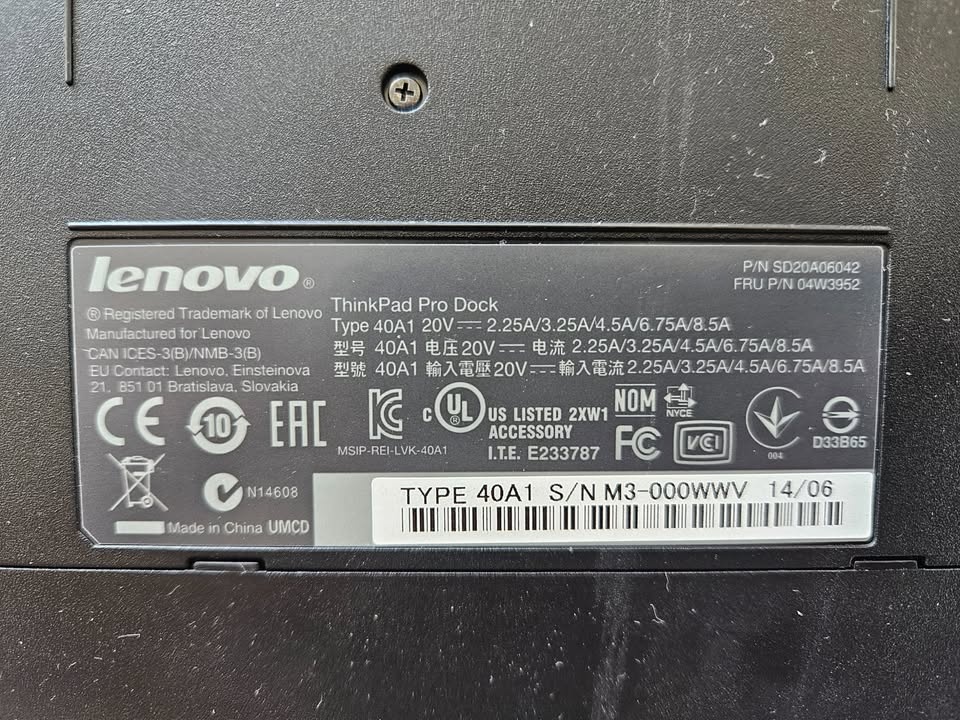 lenovo®
P/N SD20A06042
FRU P/N 04W3952
® Registered Trademark of Lenovo
Manufactured for Lenovo
CAN ICES-3(B)/NMB-3(B)
EU Contact: Lenovo, Einsteinova
21, 851 01 Bratislava, Slovakia
ThinkPad Pro Dock
Type 40A1 20V⎓ 2.25A/3.25A/4.5A/6.75A/8.5A
型号 40A1 电压20V⎓ 电流 2.25A/3.25A/4.5A/6.75A/8.5A
型號 40A1 輸入電壓20V⎓輸入電流2.25A/3.25A/4.5A/6.75A/8.5A
CE 10 EAC
MSIP-REI-LVK-40A1
c UL ® US LISTED 2XW1
ACCESSORY
I.T.E. E233787
NOM NYCE
FC VCI
004
D33B65
N14608
Made in China UMCD
TYPE 40A1 S/N M3-000WWV 14/06